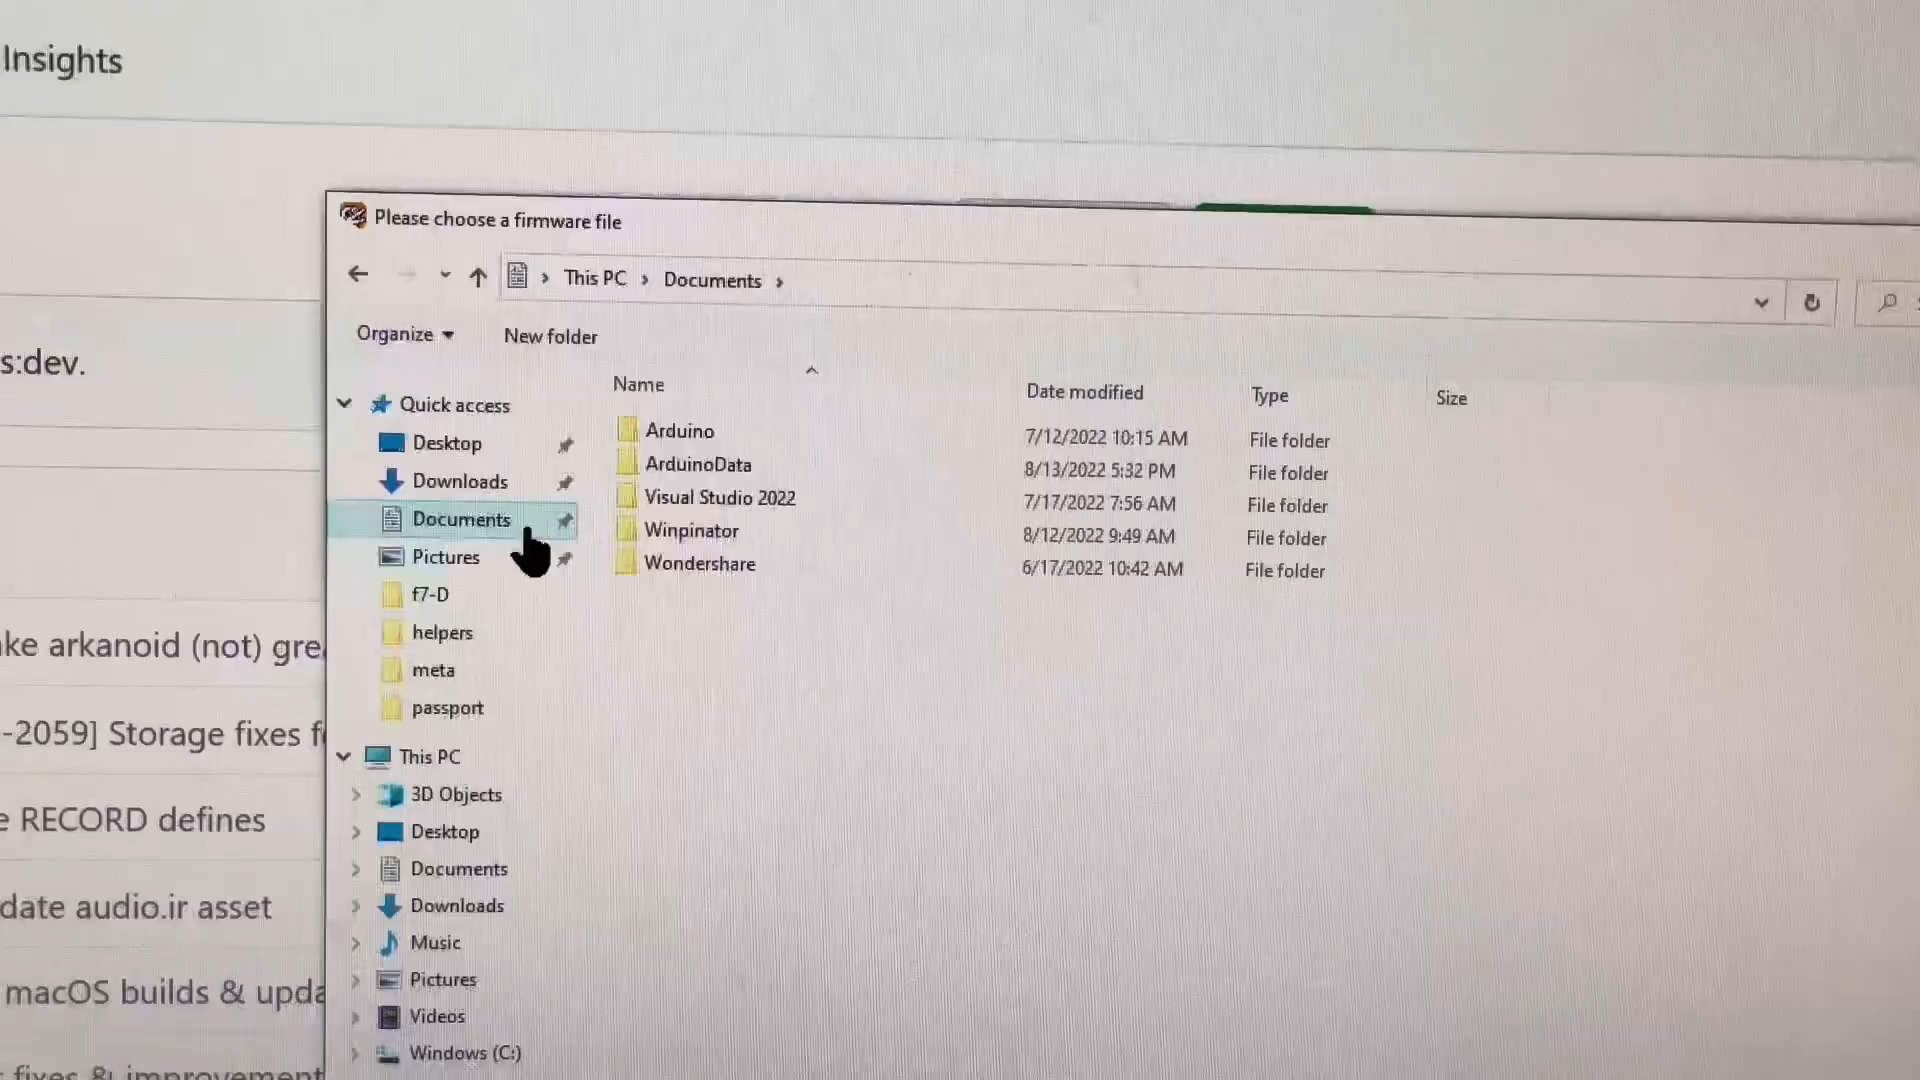 Insights
s:dev.
ke arkanoid (not) gre
-2059] Storage fixes f
e RECORD defines
date audio.ir asset
macOS builds & upda
fixes & improvement
Please choose a firmware file
This PC > Documents >
Organize New folder
Name Date modified Type Size
Quick access
Desktop
Downloads
Documents
Pictures
f7-D
helpers
meta
passport
This PC
3D Objects
Desktop
Documents
Downloads
Music
Pictures
Videos
Windows (C:)
Arduino 7/12/2022 10:15 AM File folder
ArduinoData 8/13/2022 5:32 PM File folder
Visual Studio 2022 7/17/2022 7:56 AM File folder
Winpinator 8/12/2022 9:49 AM File folder
Wondershare 6/17/2022 10:42 AM File folder